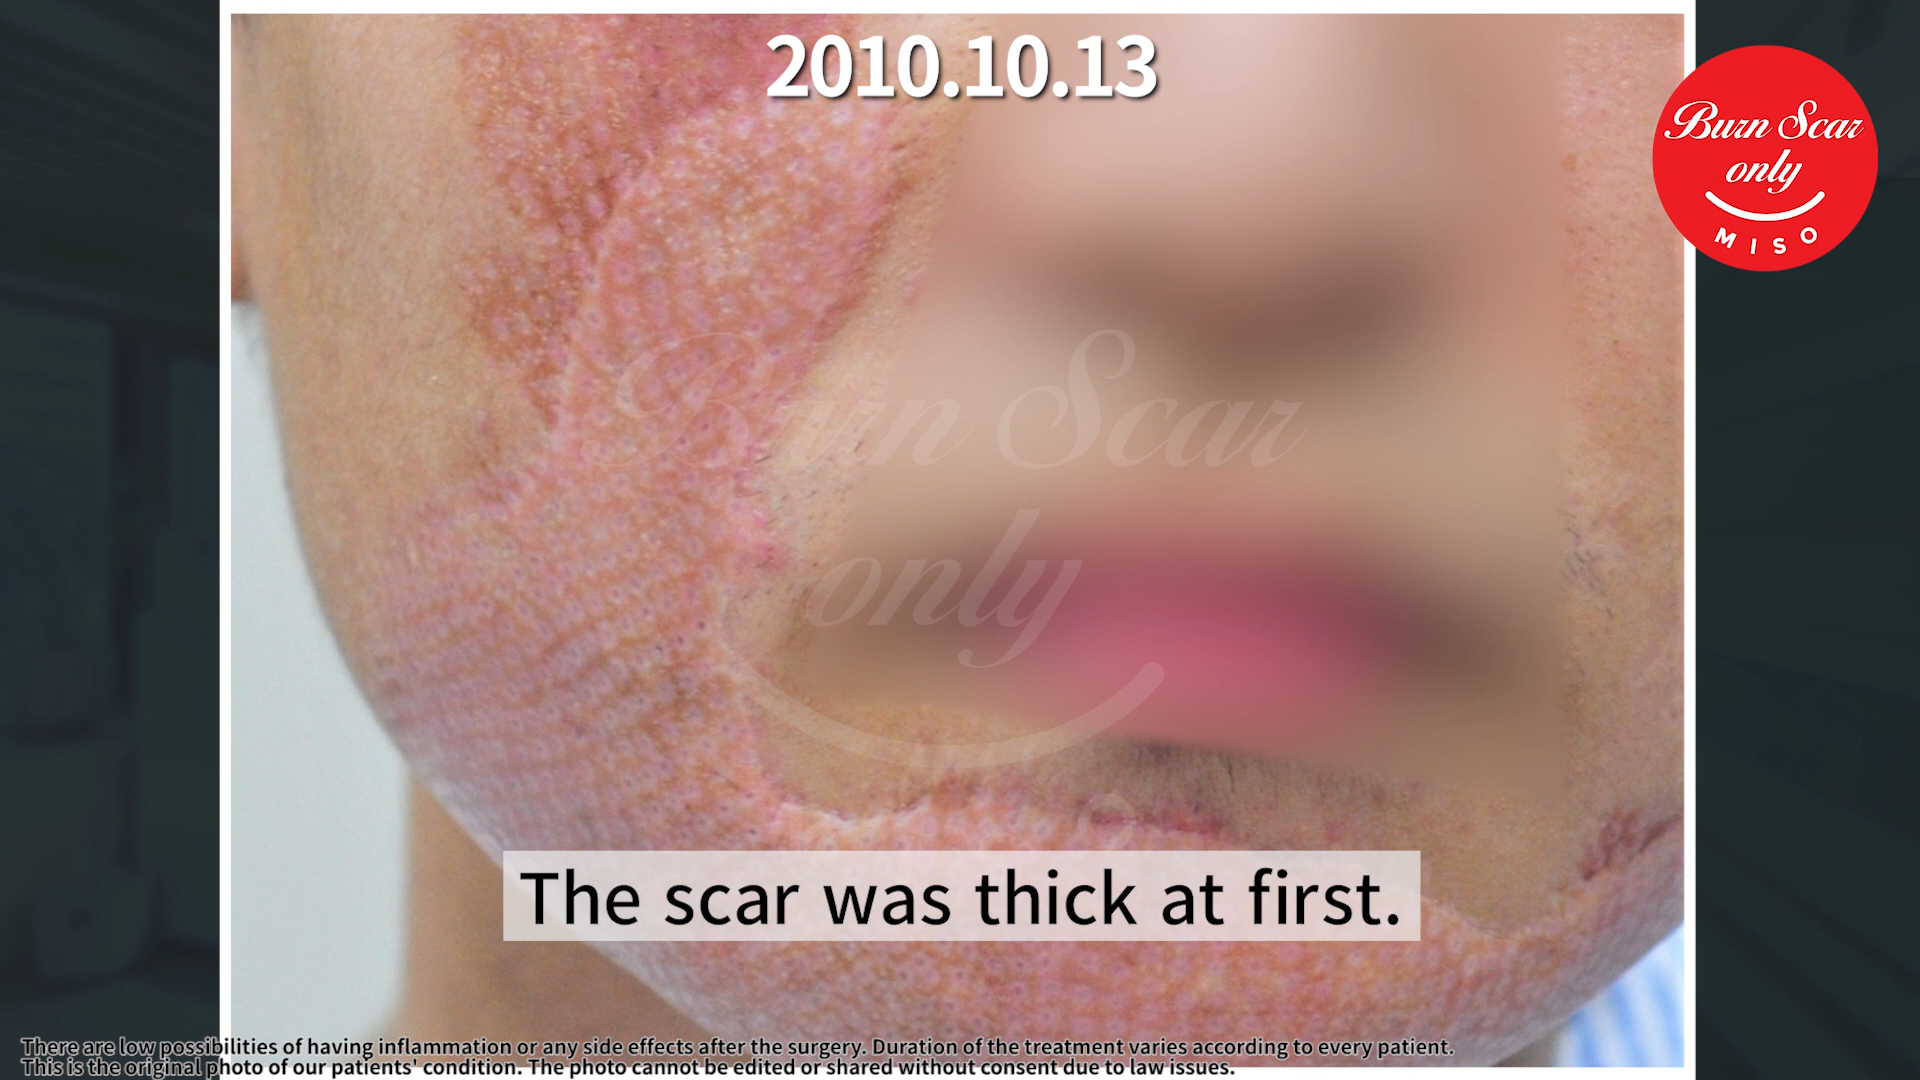 2010.10.13
Burn Scar
only
MISO
Burn Scar
only
The scar was thick at first.
There are low possibilities of having inflammation or any side effects after the surgery. Duration of the treatment varies according to every patient.
This is the original photo of our patients' condition. The photo cannot be edited or shared without consent due to law issues.